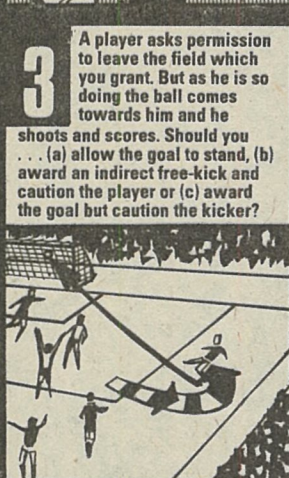 3
A player asks permission
to leave the field which
you grant. But as he is so
doing the ball comes
towards him and he
shoots and scores. Should you
. . . (a) allow the goal to stand, (b)
award an indirect free-kick and
caution the player or (c) award
the goal but caution the kicker?